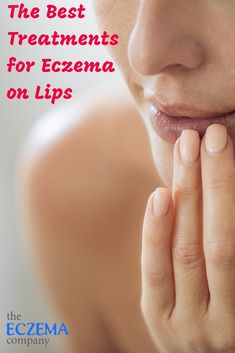 The Best
Treatments
for Eczema
on Lips
the
ECZEMA
company